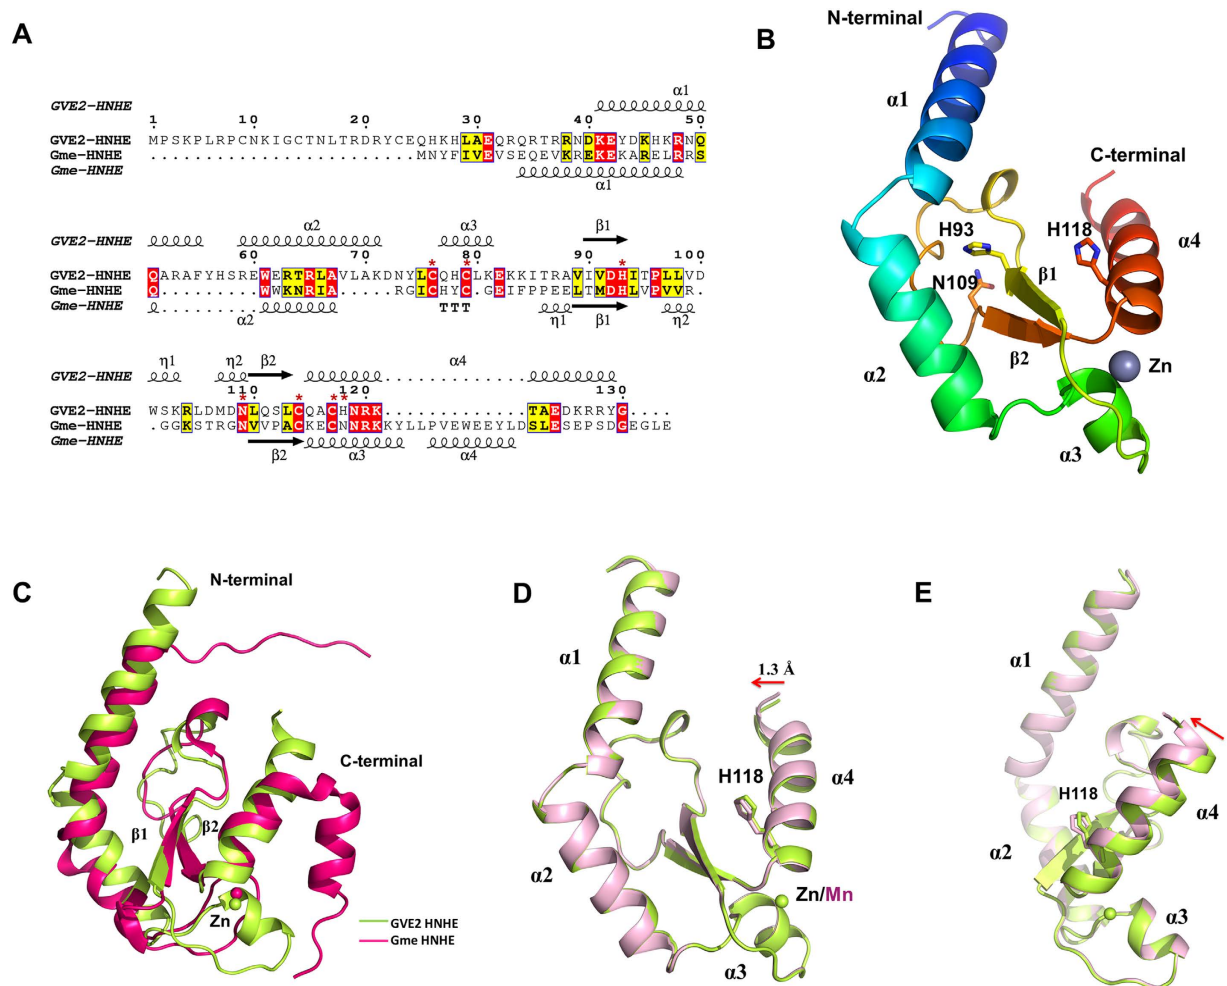 A
GVE2-HNHE
α1
1 10 20 30 40 50
GVE2-HNHE MPSKPLRPCNKIGCTNLTRDRYCEQHKHLAEQRQRTRRNDKEYDKHKRNQ
Gme-HNHE ........................MNYFIVEVSEQEVKREKEKARELRRS
Gme-HNHE
α1
GVE2-HNHE
α2 α3 β1
60 70 80 90 100
* * *
GVE2-HNHE QARAFYHSREWERTRLAVLAKDNYLCQHCLKEKKITRAVIVDHITPLLVD
Gme-HNHE Q.........WWKNRIA.......RGLCHYC.GEIFPPEELTMDHLVPVVR.
Gme-HNHE
α2 TTT η1 β1 η2
GVE2-HNHE
η1 η2 β2 α4
110 120 130
* * * *
GVE2-HNHE WSKRLDMDNLQSLCQACHNRK............TAEDKRRYG....
Gme-HNHE .GGKSTRGNVVPACKECNNRKKYLLPVEWEEYLDSLESEPSDGEGLE
Gme-HNHE
β2 α3 α4
B
N-terminal
α1
C-terminal
H93
H118
α4
β1
N109
β2
Zn
α2
α3
C
N-terminal
C-terminal
β1
β2
Zn
GVE2 HNHE
Gme HNHE
D
α1
1.3 Å
H118
α4
α2
Zn/Mn
α3
E
α1
H118
α4
α2
α3